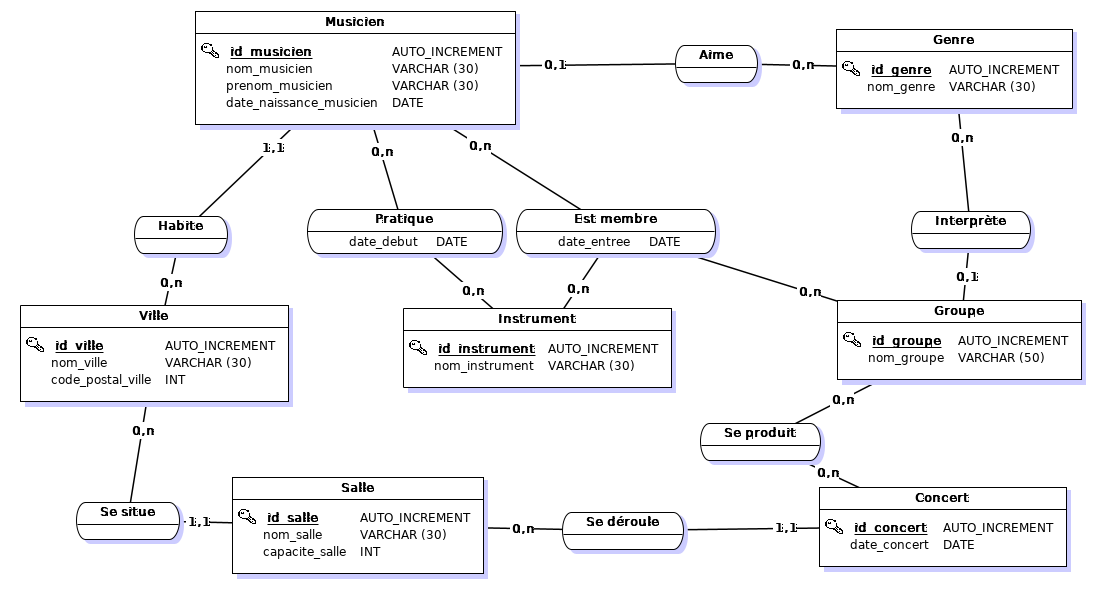 Musicien
id_musicien AUTO_INCREMENT
nom_musicien VARCHAR (30)
prenom_musicien VARCHAR (30)
date_naissance_musicien DATE
0,1
Aime
0,n
Genre
id_genre AUTO_INCREMENT
nom_genre VARCHAR (30)
1,1
0,n
0,n
0,n
Habite
Pratique
date_debut DATE
Est membre
date_entree DATE
Interprète
0,n
0,n
0,n
0,n
0,1
Ville
id_ville AUTO_INCREMENT
nom_ville VARCHAR (30)
code_postal_ville INT
Instrument
id_instrument AUTO_INCREMENT
nom_instrument VARCHAR (30)
Groupe
id_groupe AUTO_INCREMENT
nom_groupe VARCHAR (50)
0,n
0,n
Se produit
0,n
Se situe
1,1
Salle
id_salle AUTO_INCREMENT
nom_salle VARCHAR (30)
capacite_salle INT
0,n
Se déroule
1,1
Concert
id_concert AUTO_INCREMENT
date_concert DATE